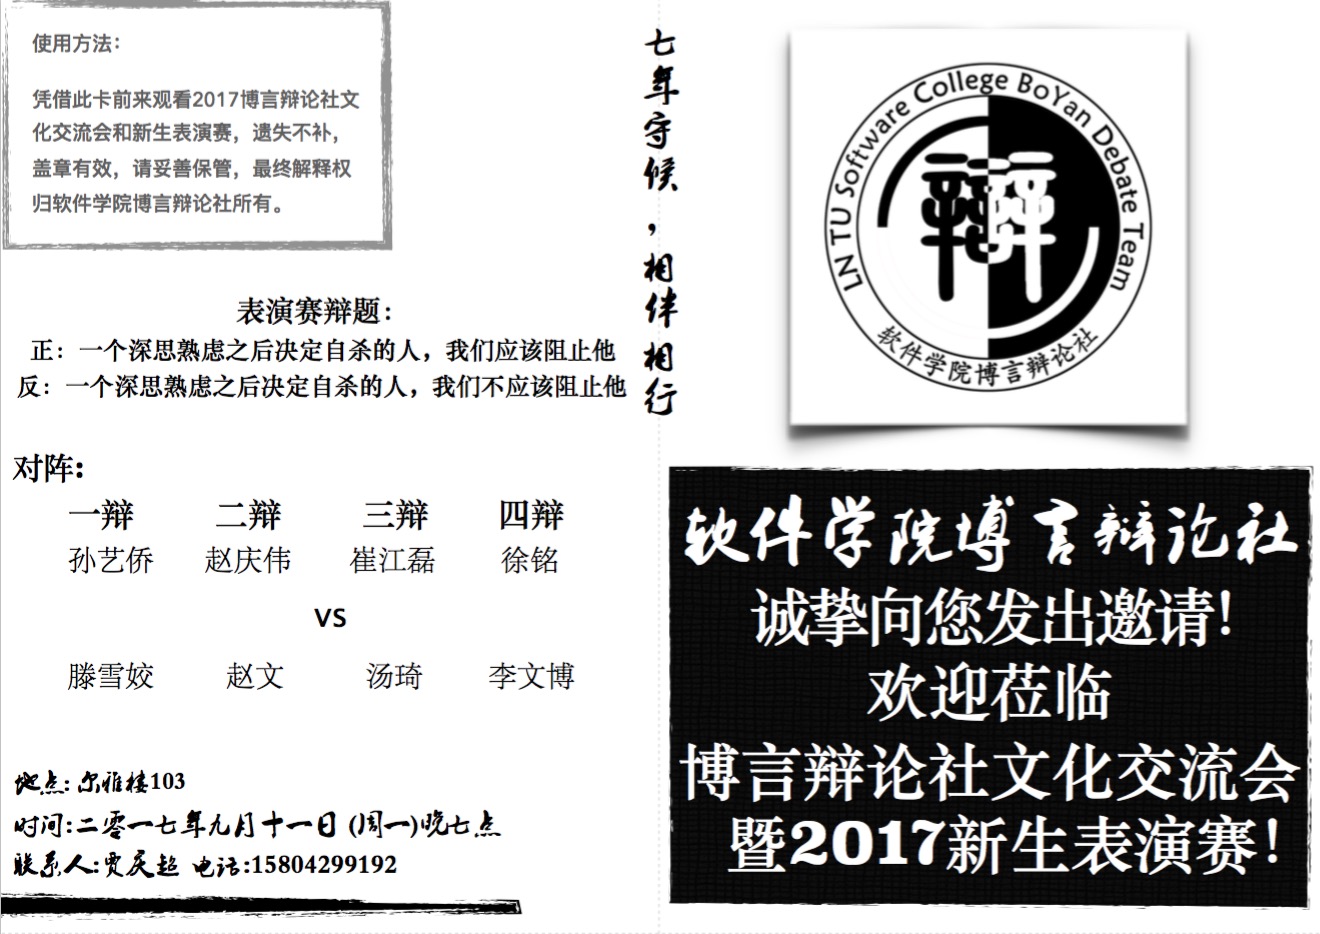 使用方法：
凭借此卡前来观看2017博言辩论社文
化交流会和新生表演赛，遗失不补，
盖章有效，请妥善保管，最终解释权
归软件学院博言辩论社所有。
表演赛辩题：
正：一个深思熟虑之后决定自杀的人，我们应该阻止他
反：一个深思熟虑之后决定自杀的人，我们不应该阻止他
对阵：
一辩 二辩 三辩 四辩
孙艺侨 赵庆伟 崔江磊 徐铭
VS
滕雪姣 赵文 汤琦 李文博
地点：尔雅楼103
时间：二零一七年九月十一日 (周一)晚七点
联系人：贾庆超 电话：15804299192
七年守候，相伴相行
LN TU Software College BoYan Debate Team
辩
软件学院博言辩论社
软件学院博言辩论社
诚挚向您发出邀请！
欢迎莅临
博言辩论社文化交流会
暨2017新生表演赛！